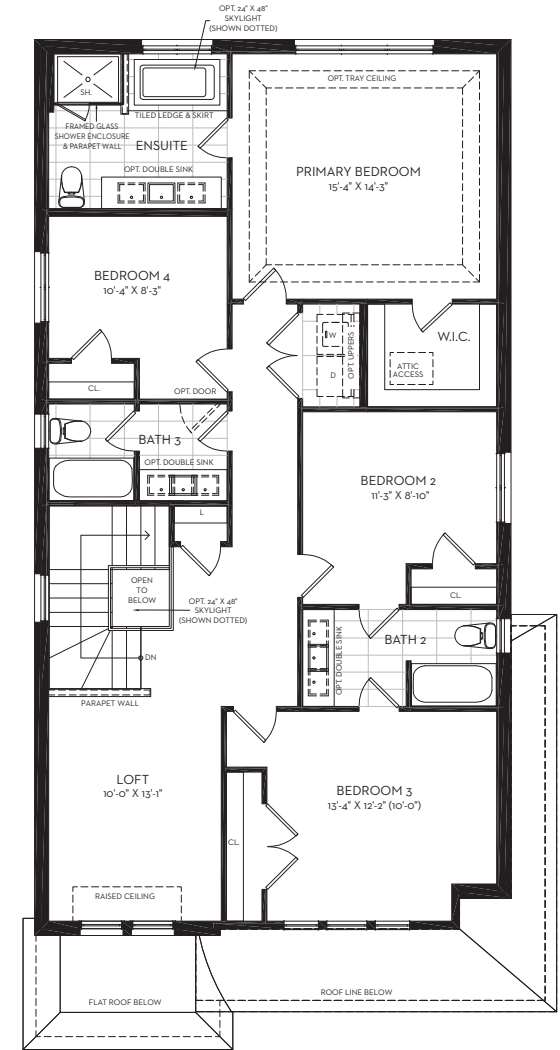 OPT. 24" X 48"
SKYLIGHT
(SHOWN DOTTED)
OPT. TRAY CEILING
SH.
TILED LEDGE & SKIRT
FRAMED GLASS
SHOWER ENCLOSURE
& PARAPET WALL
ENSUITE
OPT. DOUBLE SINK
PRIMARY BEDROOM
15'-4" X 14'-3"
BEDROOM 4
10'-4" X 8'-3"
W
D
OPT. UPPERS
W.I.C.
ATTIC
ACCESS
CL.
OPT. DOOR
BATH 3
OPT. DOUBLE SINK
BEDROOM 2
11'-3" X 8'-10"
L
OPEN
TO
BELOW
OPT. 24" X 48"
SKYLIGHT
(SHOWN DOTTED)
CL.
DN
OPT. DOUBLE SINK
BATH 2
PARAPET WALL
LOFT
10'-0" X 13'-1"
BEDROOM 3
13'-4" X 12'-2" (10'-0")
CL.
RAISED CEILING
FLAT ROOF BELOW
ROOF LINE BELOW